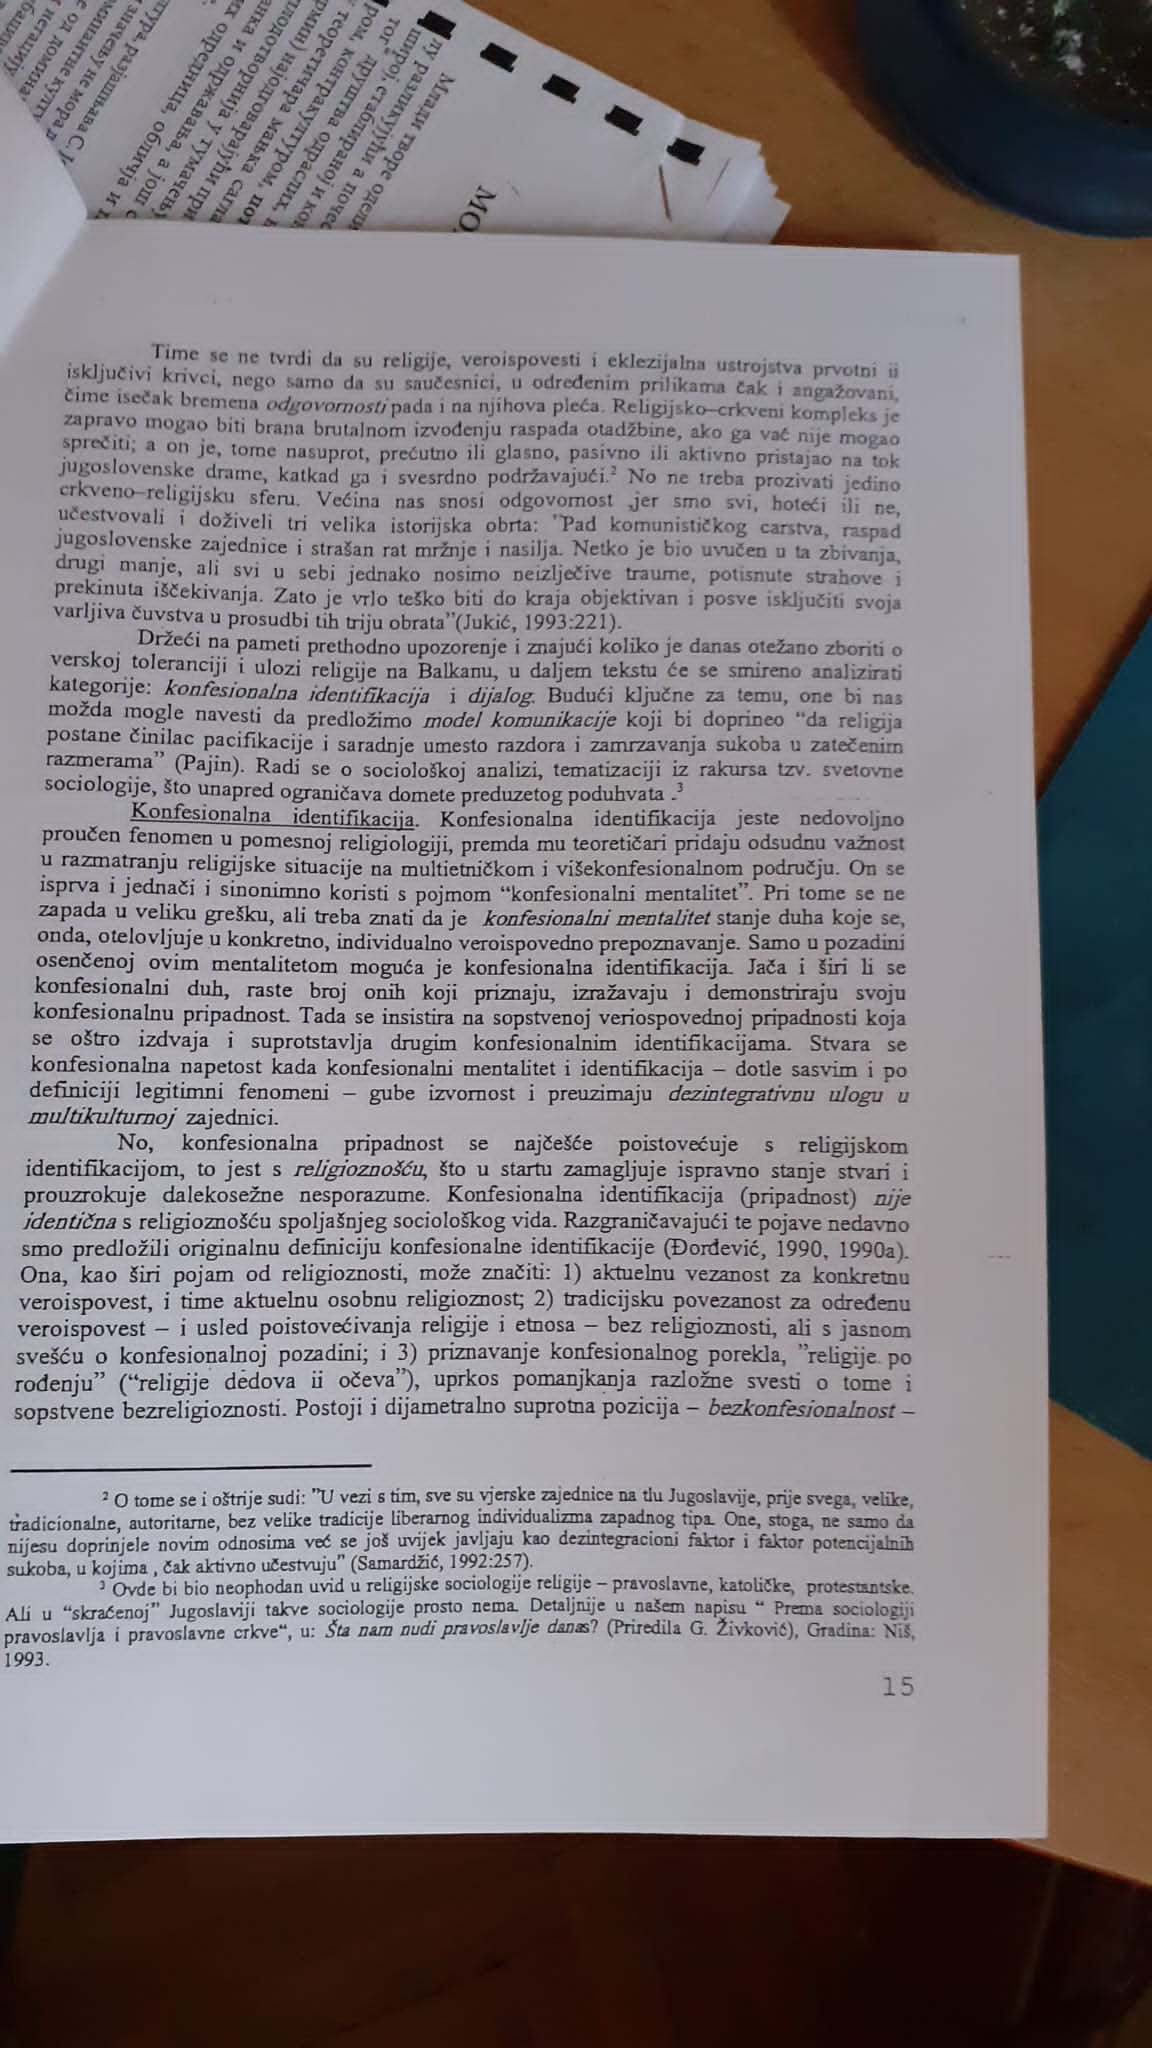 Time se ne tvrdi da su religije, veroispovesti i eklezijalna ustrojstva prvotni ii
isključivi krivci, nego samo da su saučesnici, u određenim prilikama čak i angažovani,
čime isečak bremena odgovornosti pada i na njihova pleća. Religijsko–crkveni kompleks je
zapravo mogao biti brana brutalnom izvođenju raspada otadžbine, ako ga vać nije mogao
sprečiti; a on je, tome nasuprot, prećutno ili glasno, pasivno ili aktivno pristajao na tok
jugoslovenske drame, katkad ga i svesrdno podržavajući.² No ne treba prozivati jedino
crkveno–religijsku sferu. Većina nas snosi odgovornost ,jer smo svi, hoteći ili ne,
učestvovali i doživeli tri velika istorijska obrta: "Pad komunističkog carstva, raspad
jugoslovenske zajednice i strašan rat mržnje i nasilja. Netko je bio uvučen u ta zbivanja,
drugi manje, ali svi u sebi jednako nosimo neizlječive traume, potisnute strahove i
prekinuta iščekivanja. Zato je vrlo teško biti do kraja objektivan i posve isključiti svoja
varljiva čuvstva u prosudbi tih triju obrata"(Jukić, 1993:221).
Držeći na pameti prethodno upozorenje i znajući koliko je danas otežano zboriti o
verskoj toleranciji i ulozi religije na Balkanu, u daljem tekstu će se smireno analizirati
kategorije: konfesionalna identifikacija i dijalog. Budući ključne za temu, one bi nas
možda mogle navesti da predložimo model komunikacije koji bi doprineo “da religija
postane činilac pacifikacije i saradnje umesto razdora i zamrzavanja sukoba u zatečenim
razmerama” (Pajin). Radi se o sociološkoj analizi, tematizaciji iz rakursa tzv. svetovne
sociologije, što unapred ograničava domete preduzetog poduhvata .³
Konfesionalna identifikacija. Konfesionalna identifikacija jeste nedovoljno
proučen fenomen u pomesnoj religiologiji, premda mu teoretičari pridaju odsudnu važnost
u razmatranju religijske situacije na multietničkom i višekonfesionalnom području. On se
isprva i jednači i sinonimno koristi s pojmom “konfesionalni mentalitet”. Pri tome se ne
zapada u veliku grešku, ali treba znati da je konfesionalni mentalitet stanje duha koje se,
onda, otelovljuje u konkretno, individualno veroispovedno prepoznavanje. Samo u pozadini
osenčenoj ovim mentalitetom moguća je konfesionalna identifikacija. Jača i širi li se
konfesionalni duh, raste broj onih koji priznaju, izražavaju i demonstriraju svoju
konfesionalnu pripadnost. Tada se insistira na sopstvenoj veriospovednoj pripadnosti koja
se oštro izdvaja i suprotstavlja drugim konfesionalnim identifikacijama. Stvara se
konfesionalna napetost kada konfesionalni mentalitet i identifikacija – dotle sasvim i po
definiciji legitimni fenomeni – gube izvornost i preuzimaju dezintegrativnu ulogu u
multikulturnoj zajednici.
No, konfesionalna pripadnost se najčešće poistovećuje s religijskom
identifikacijom, to jest s religioznošću, što u startu zamagljuje ispravno stanje stvari i
prouzrokuje dalekosežne nesporazume. Konfesionalna identifikacija (pripadnost) nije
identična s religioznošću spoljašnjeg sociološkog vida. Razgraničavajući te pojave nedavno
smo predložili originalnu definiciju konfesionalne identifikacije (Đorđević, 1990, 1990a).
Ona, kao širi pojam od religioznosti, može značiti: 1) aktuelnu vezanost za konkretnu
veroispovest, i time aktuelnu osobnu religioznost; 2) tradicijsku povezanost za određenu
veroispovest – i usled poistovećivanja religije i etnosa – bez religioznosti, ali s jasnom
svešću o konfesionalnoj pozadini; i 3) priznavanje konfesionalnog porekla, ”religije po
rođenju” (“religije dedova ii očeva”), uprkos pomanjkanja razložne svesti o tome i
sopstvene bezreligioznosti. Postoji i dijametralno suprotna pozicija – bezkonfesionalnost –
² O tome se i oštrije sudi: ”U vezi s tim, sve su vjerske zajednice na tlu Jugoslavije, prije svega, velike,
tradicionalne, autoritarne, bez velike tradicije liberarnog individualizma zapadnog tipa. One, stoga, ne samo da
nijesu doprinjele novim odnosima već se još uvijek javljaju kao dezintegracioni faktor i faktor potencijalnih
sukoba, u kojima , čak aktivno učestvuju” (Samardžić, 1992:257).
³ Ovde bi bio neophodan uvid u religijske sociologije religije – pravoslavne, katoličke, protestantske.
Ali u “skraćenoj” Jugoslaviji takve sociologije prosto nema. Detaljnije u našem napisu “ Prema sociologiji
pravoslavlja i pravoslavne crkve“, u: Šta nam nudi pravoslavlje danas? (Priredila G. Živković), Gradina: Niš,
1993.
15